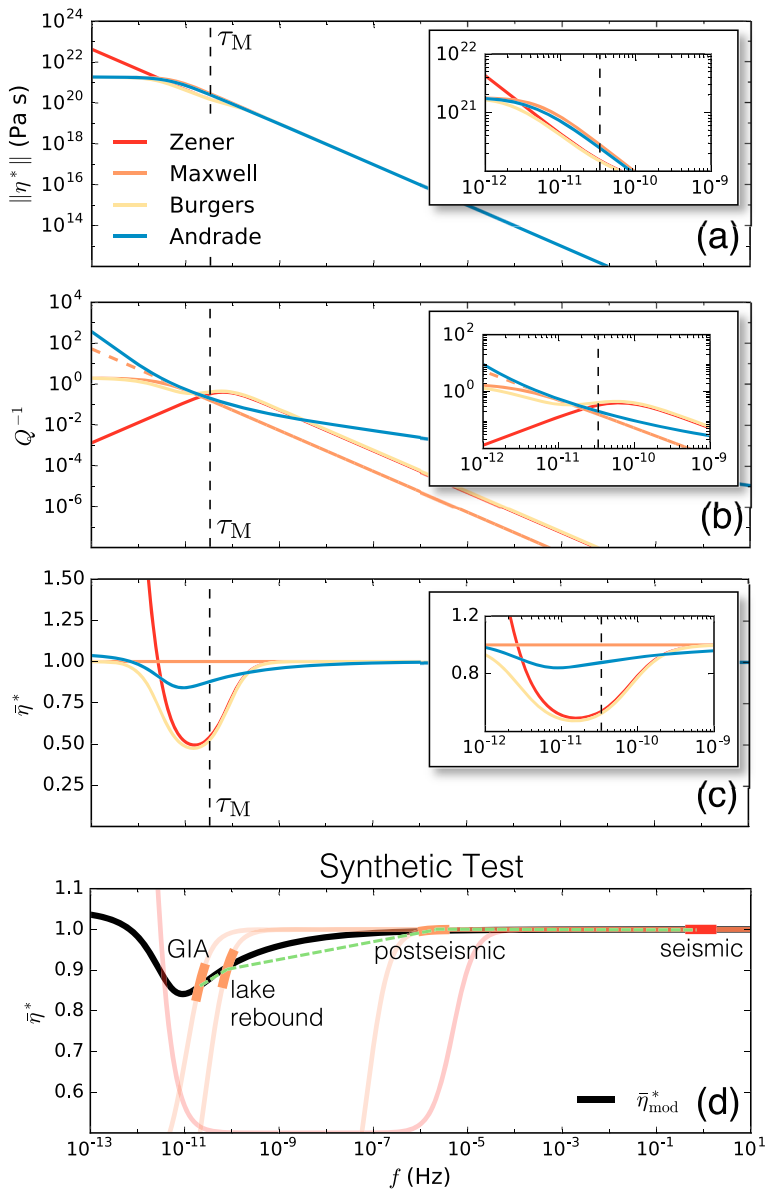 10^24
10^22
10^20
10^18
10^16
10^14
||η*|| (Pa s)
τ_M
Zener
Maxwell
Burgers
Andrade
10^22
10^21
10^-12 10^-11 10^-10 10^-9
(a)
10^4
10^2
10^0
10^-2
10^-4
10^-6
Q^-1
τ_M
10^2
10^0
10^-12 10^-11 10^-10 10^-9
(b)
1.50
1.25
1.00
0.75
0.50
0.25
η̄*
τ_M
1.2
0.8
10^-12 10^-11 10^-10 10^-9
(c)
Synthetic Test
1.1
1.0
0.9
0.8
0.7
0.6
η̄*
GIA
lake
rebound
postseismic
seismic
η̄*_mod
(d)
10^-13 10^-11 10^-9 10^-7 10^-5 10^-3 10^-1 10^1
f (Hz)